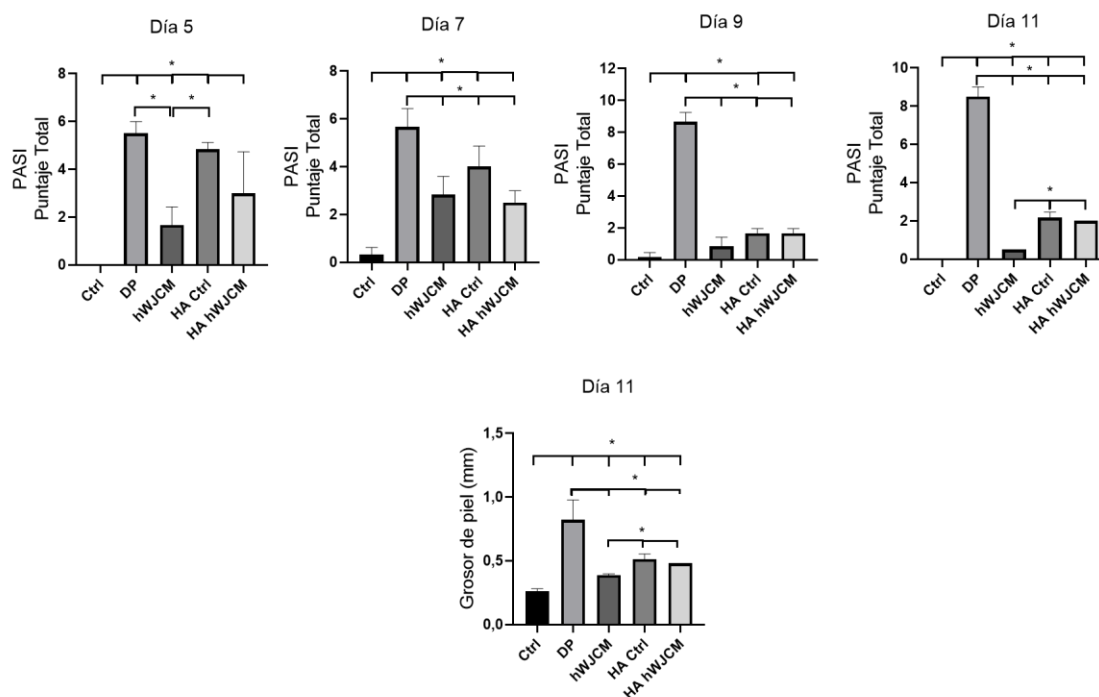 Día 5
*
* *
PASI
Puntaje Total
8
6
4
2
0
Ctrl
DP
hWJCM
HA Ctrl
HA hWJCM
Día 7
*
*
PASI
Puntaje Total
8
6
4
2
0
Ctrl
DP
hWJCM
HA Ctrl
HA hWJCM
Día 9
*
*
PASI
Puntaje Total
12
10
8
6
4
2
0
Ctrl
DP
hWJCM
HA Ctrl
HA hWJCM
Día 11
*
*
*
PASI
Puntaje Total
10
8
6
4
2
0
Ctrl
DP
hWJCM
HA Ctrl
HA hWJCM
Día 11
*
*
*
Grosor de piel (mm)
1,5
1,0
0,5
0,0
Ctrl
DP
hWJCM
HA Ctrl
HA hWJCM